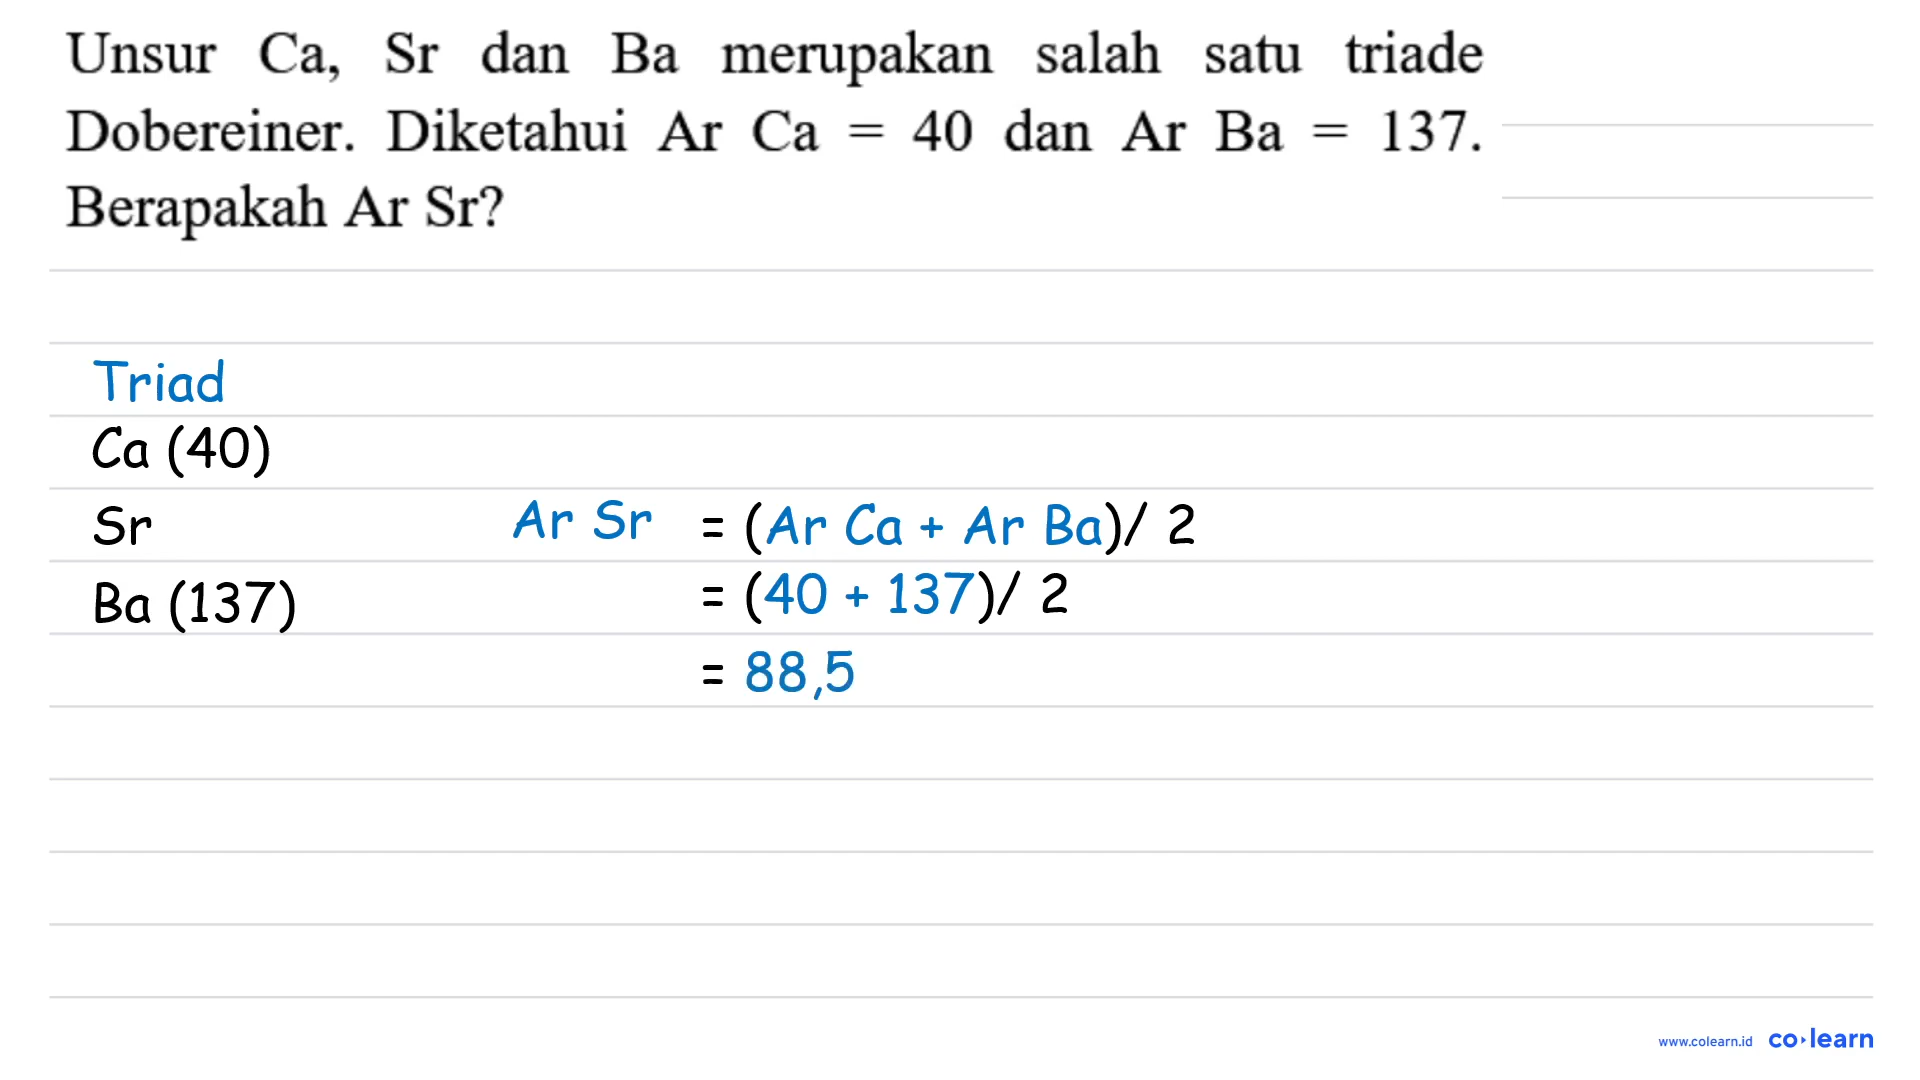 Unsur Ca, Sr dan Ba merupakan salah satu triade
Dobereiner. Diketahui Ar Ca = 40 dan Ar Ba = 137.
Berapakah Ar Sr?
Triad
Ca (40)
Sr Ar Sr = (Ar Ca + Ar Ba)/ 2
Ba (137) = (40 + 137)/ 2
= 88,5
www.colearn.id co learn